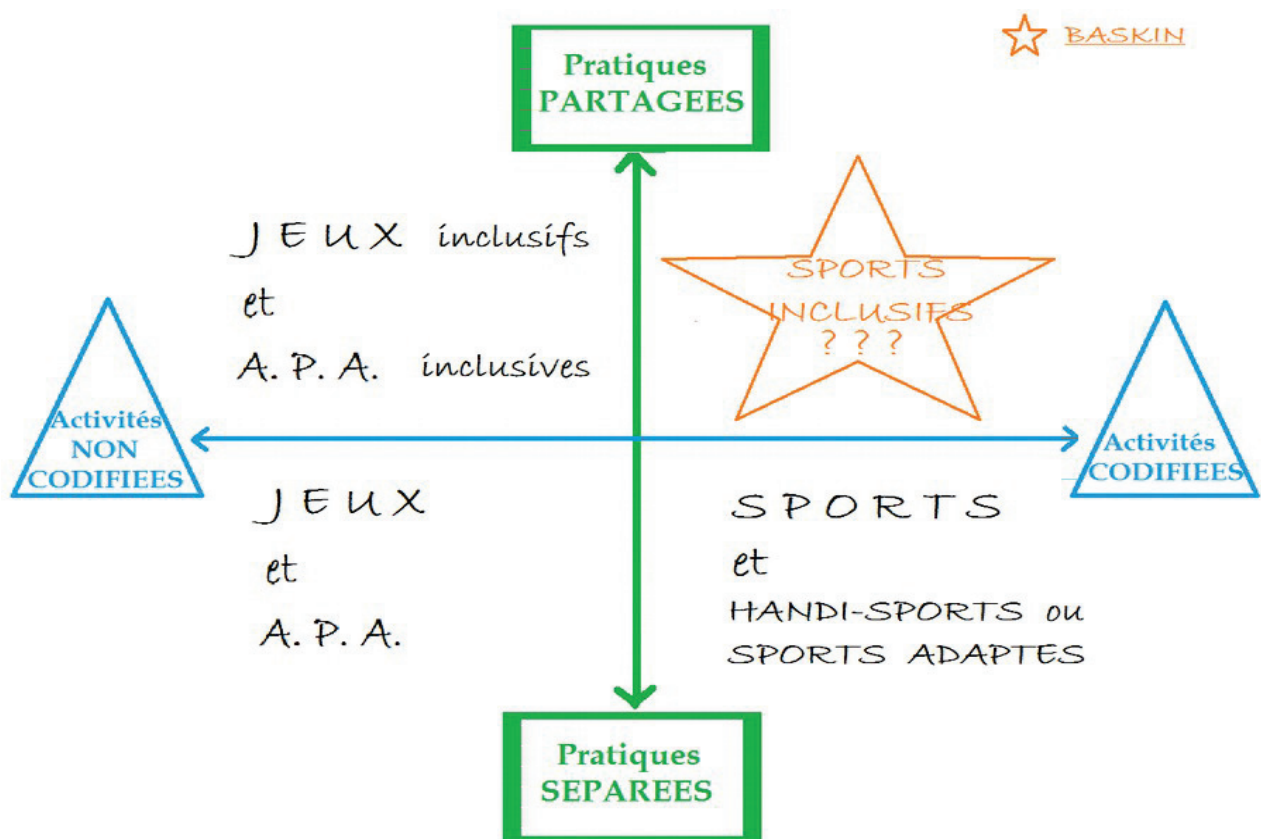 BASKIN
Pratiques
PARTAGEES
JEUX inclusifs
et
A.P.A. inclusives
SPORTS
INCLUSIFS
? ? ?
Activités
NON
CODIFIEES
Activités
CODIFIEES
JEUX
et
A.P.A.
SPORTS
et
HANDI-SPORTS ou
SPORTS ADAPTES
Pratiques
SEPAREES